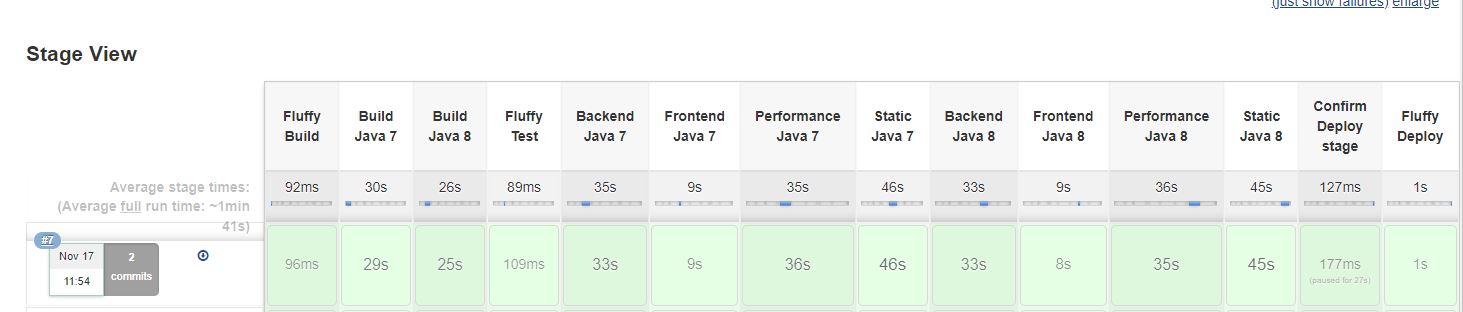 (just show failures) enlarge
Stage View
Fluffy Build
Build Java 7
Build Java 8
Fluffy Test
Backend Java 7
Frontend Java 7
Performance Java 7
Static Java 7
Backend Java 8
Frontend Java 8
Performance Java 8
Static Java 8
Confirm Deploy stage
Fluffy Deploy
Average stage times:
(Average full run time: ~1min
41s)
92ms 30s 26s 89ms 35s 9s 35s 46s 33s 9s 36s 45s 127ms 1s
#7
Nov 17
11:54
2
commits
96ms 29s 25s 109ms 33s 9s 36s 46s 33s 8s 35s 45s 177ms 1s
(paused for 27s)